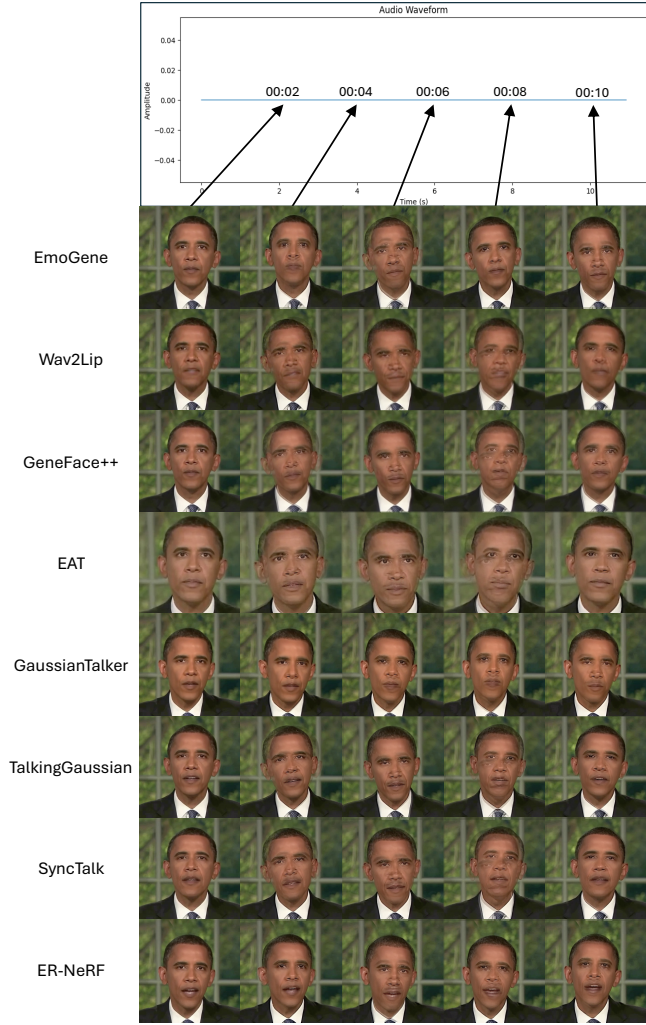 Audio Waveform
Amplitude
0.04
0.02
0.00
−0.02
−0.04
00:02 00:04 00:06 00:08 00:10
0 2 4 6 8 10
Time (s)
EmoGene
Wav2Lip
GeneFace++
EAT
GaussianTalker
TalkingGaussian
SyncTalk
ER-NeRF